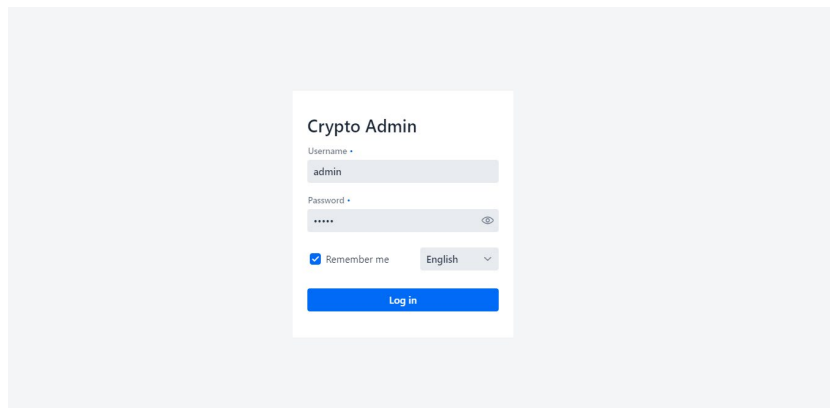 Crypto Admin
Username •
admin
Password •
•••••
Remember me
English
Log in